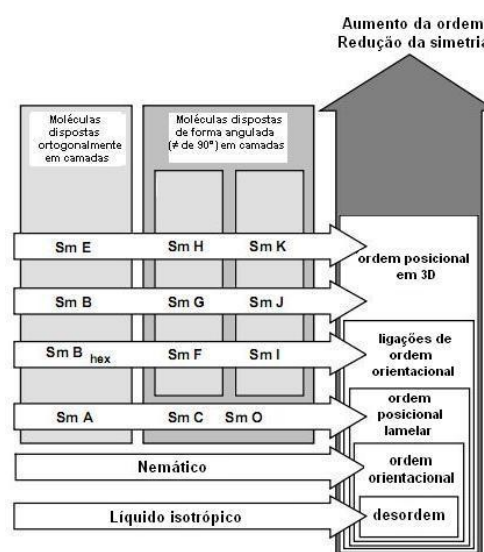 Aumento da ordem
Redução da simetria
Moléculas
dispostas
ortogonalmente
em camadas
Moléculas dispostas
de forma angulada
(≠ de 90º) em camadas
Sm E Sm H Sm K
ordem posicional
em 3D
Sm B Sm G Sm J
ligações de
ordem
orientacional
Sm B hex Sm F Sm I
ordem
posicional
lamelar
Sm A Sm C Sm O
Nemático
ordem
orientacional
Líquido isotrópico
desordem